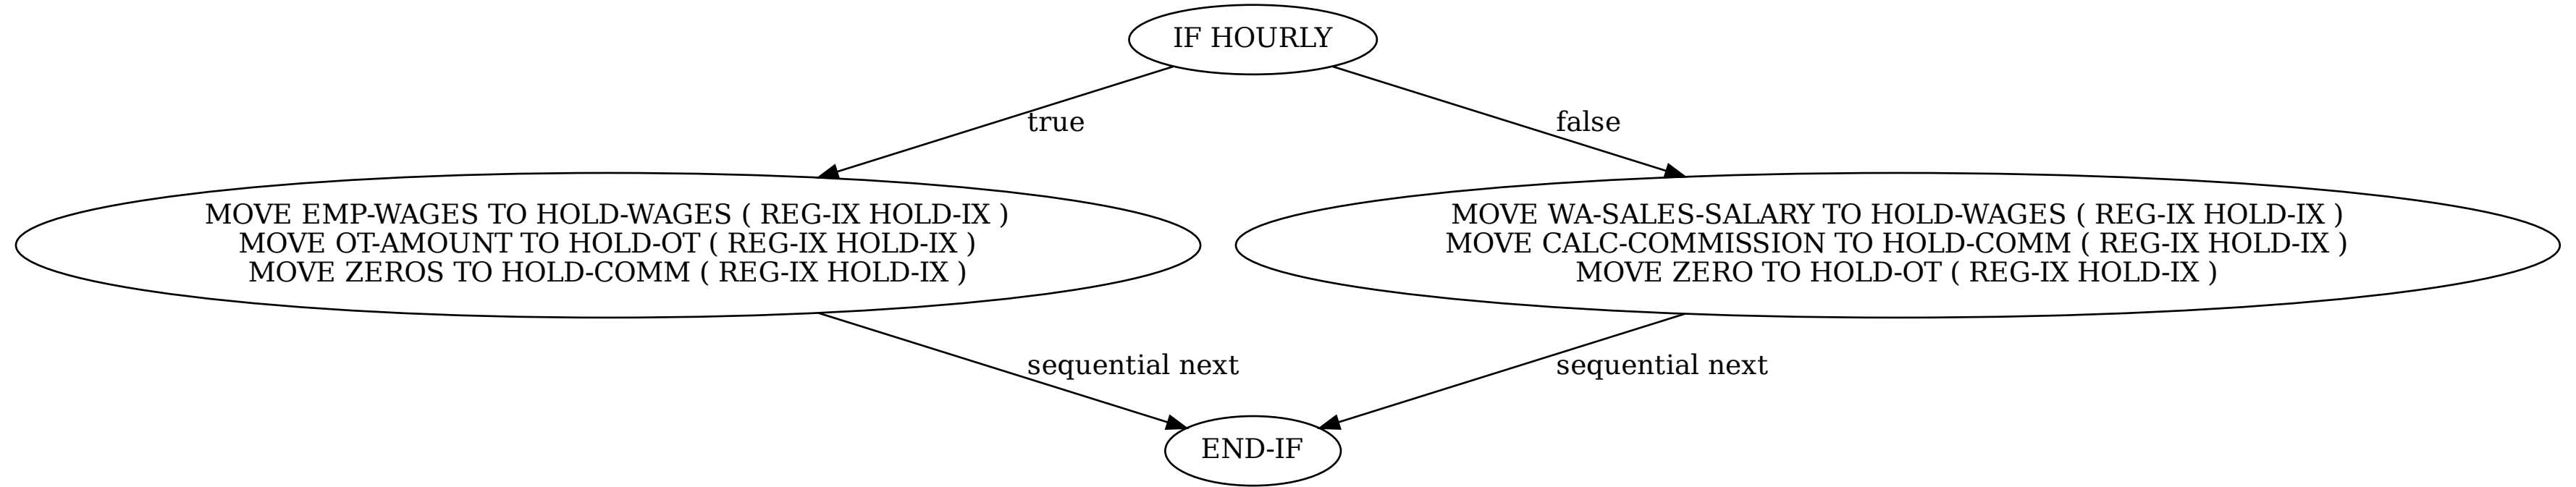 IF HOURLY
true
false
MOVE EMP-WAGES TO HOLD-WAGES ( REG-IX HOLD-IX )
MOVE OT-AMOUNT TO HOLD-OT ( REG-IX HOLD-IX )
MOVE ZEROS TO HOLD-COMM ( REG-IX HOLD-IX )
MOVE WA-SALES-SALARY TO HOLD-WAGES ( REG-IX HOLD-IX )
MOVE CALC-COMMISSION TO HOLD-COMM ( REG-IX HOLD-IX )
MOVE ZERO TO HOLD-OT ( REG-IX HOLD-IX )
sequential next
sequential next
END-IF